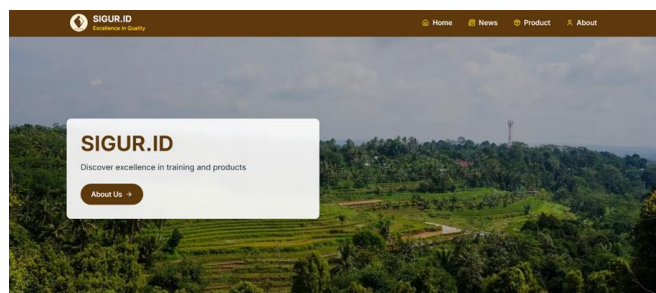 SIGUR.ID
Excellence in Quality
Home
News
Product
About
SIGUR.ID
Discover excellence in training and products
About Us →